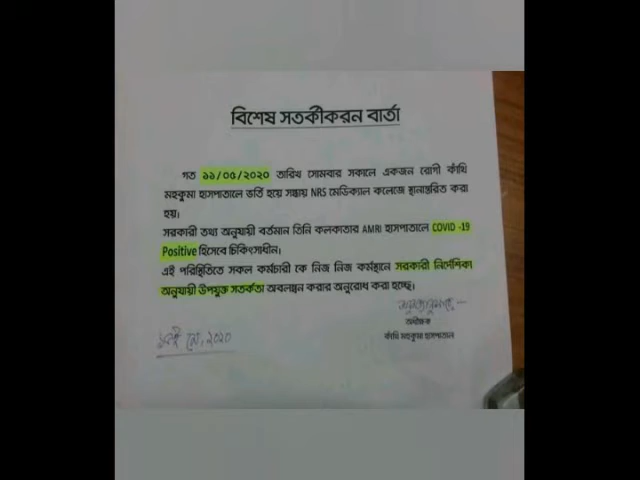 বিশেষ সতর্কীকরন বার্তা
গত ১১/০৫/২০২০ তারিখ সোমবার সকালে একজন রোগী কাঁথি
মহকুমা হাসপাতালে ভর্তি হয়ে সন্ধ্যায় NRS মেডিক্যাল কলেজে স্থানান্তরিত করা
হয়।
সরকারী তথ্য অনুযায়ী বর্তমান তিনি কলকাতার AMRI হাসপাতালে COVID -19
Positive হিসেবে চিকিৎসাধীন।
এই পরিস্থিতিতে সকল কর্মচারী কে নিজ নিজ কর্মস্থানে সরকারী নির্দেশিকা
অনুযায়ী উপযুক্ত সতর্কতা অবলম্বন করার অনুরোধ করা হচ্ছে।
অধীক্ষক
কাঁথি মহকুমা হাসপাতাল
মে, ২০২০